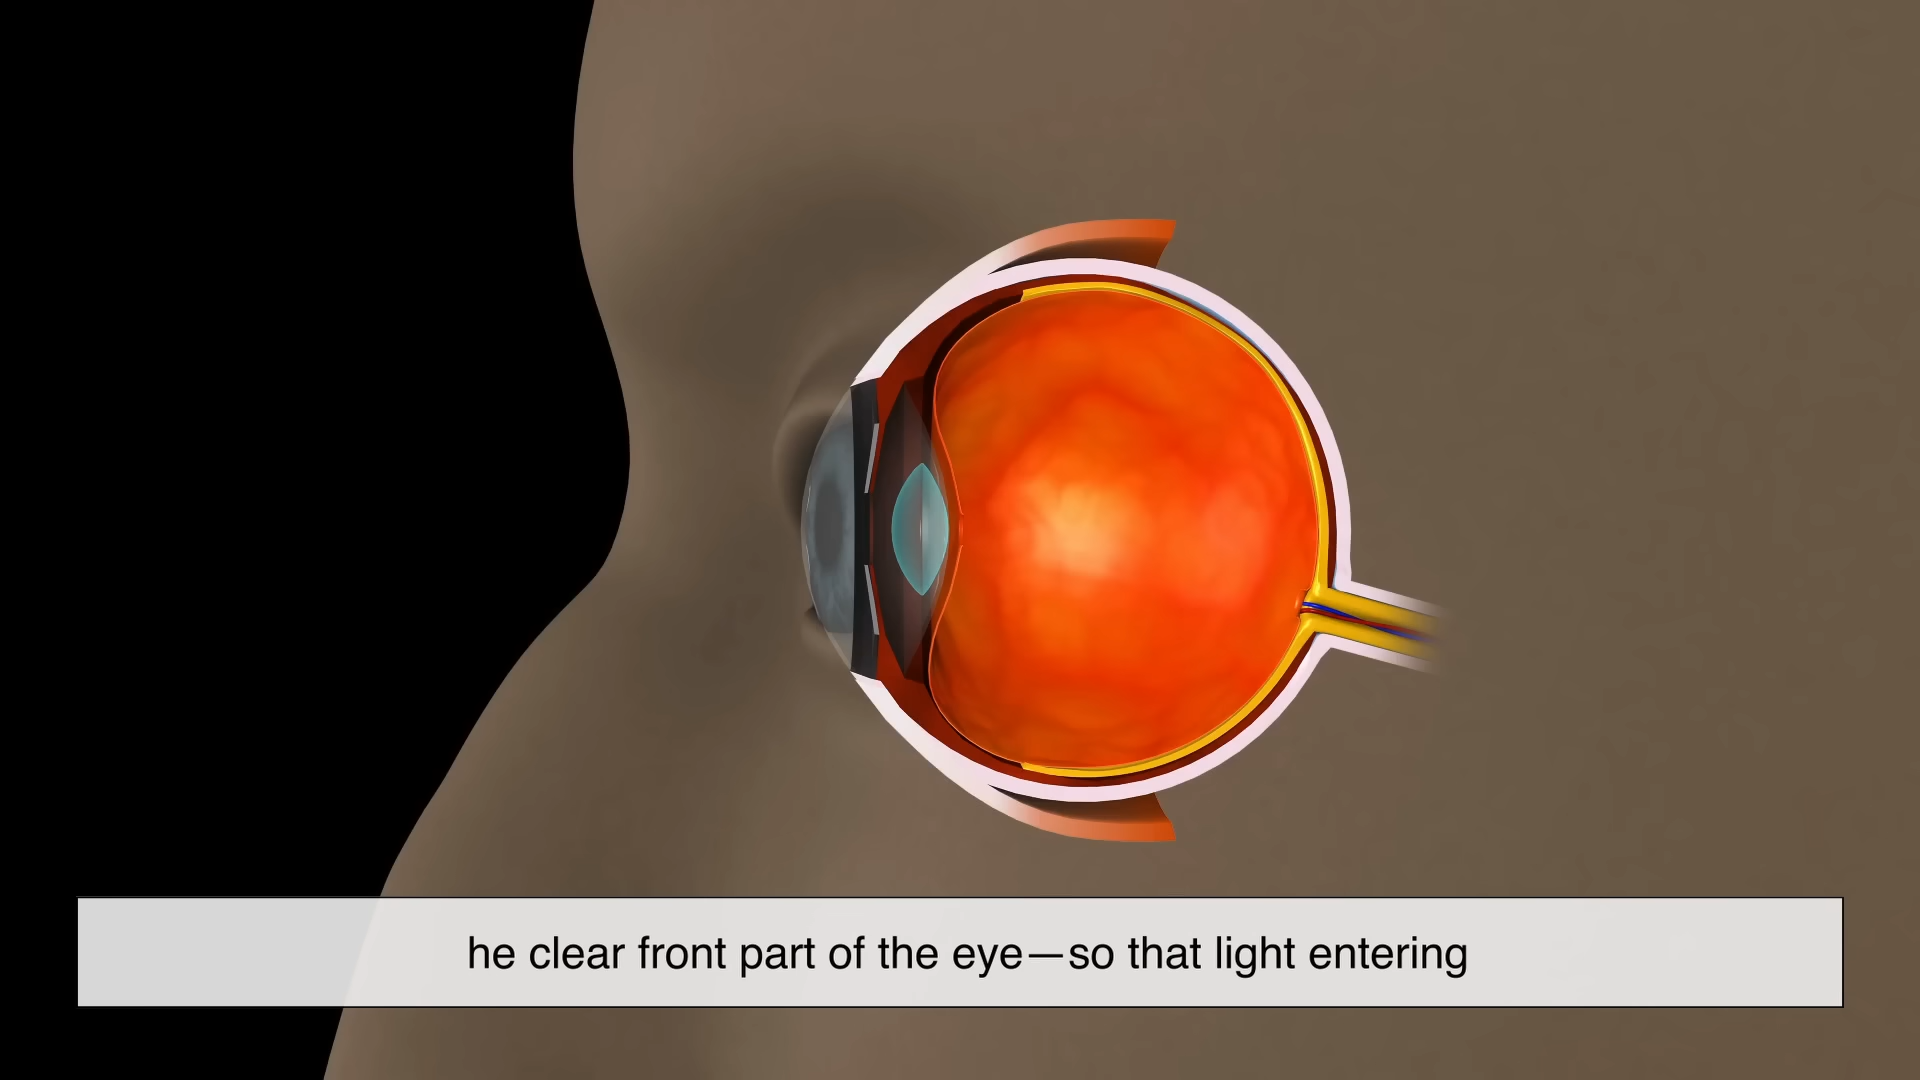 he clear front part of the eye—so that light entering